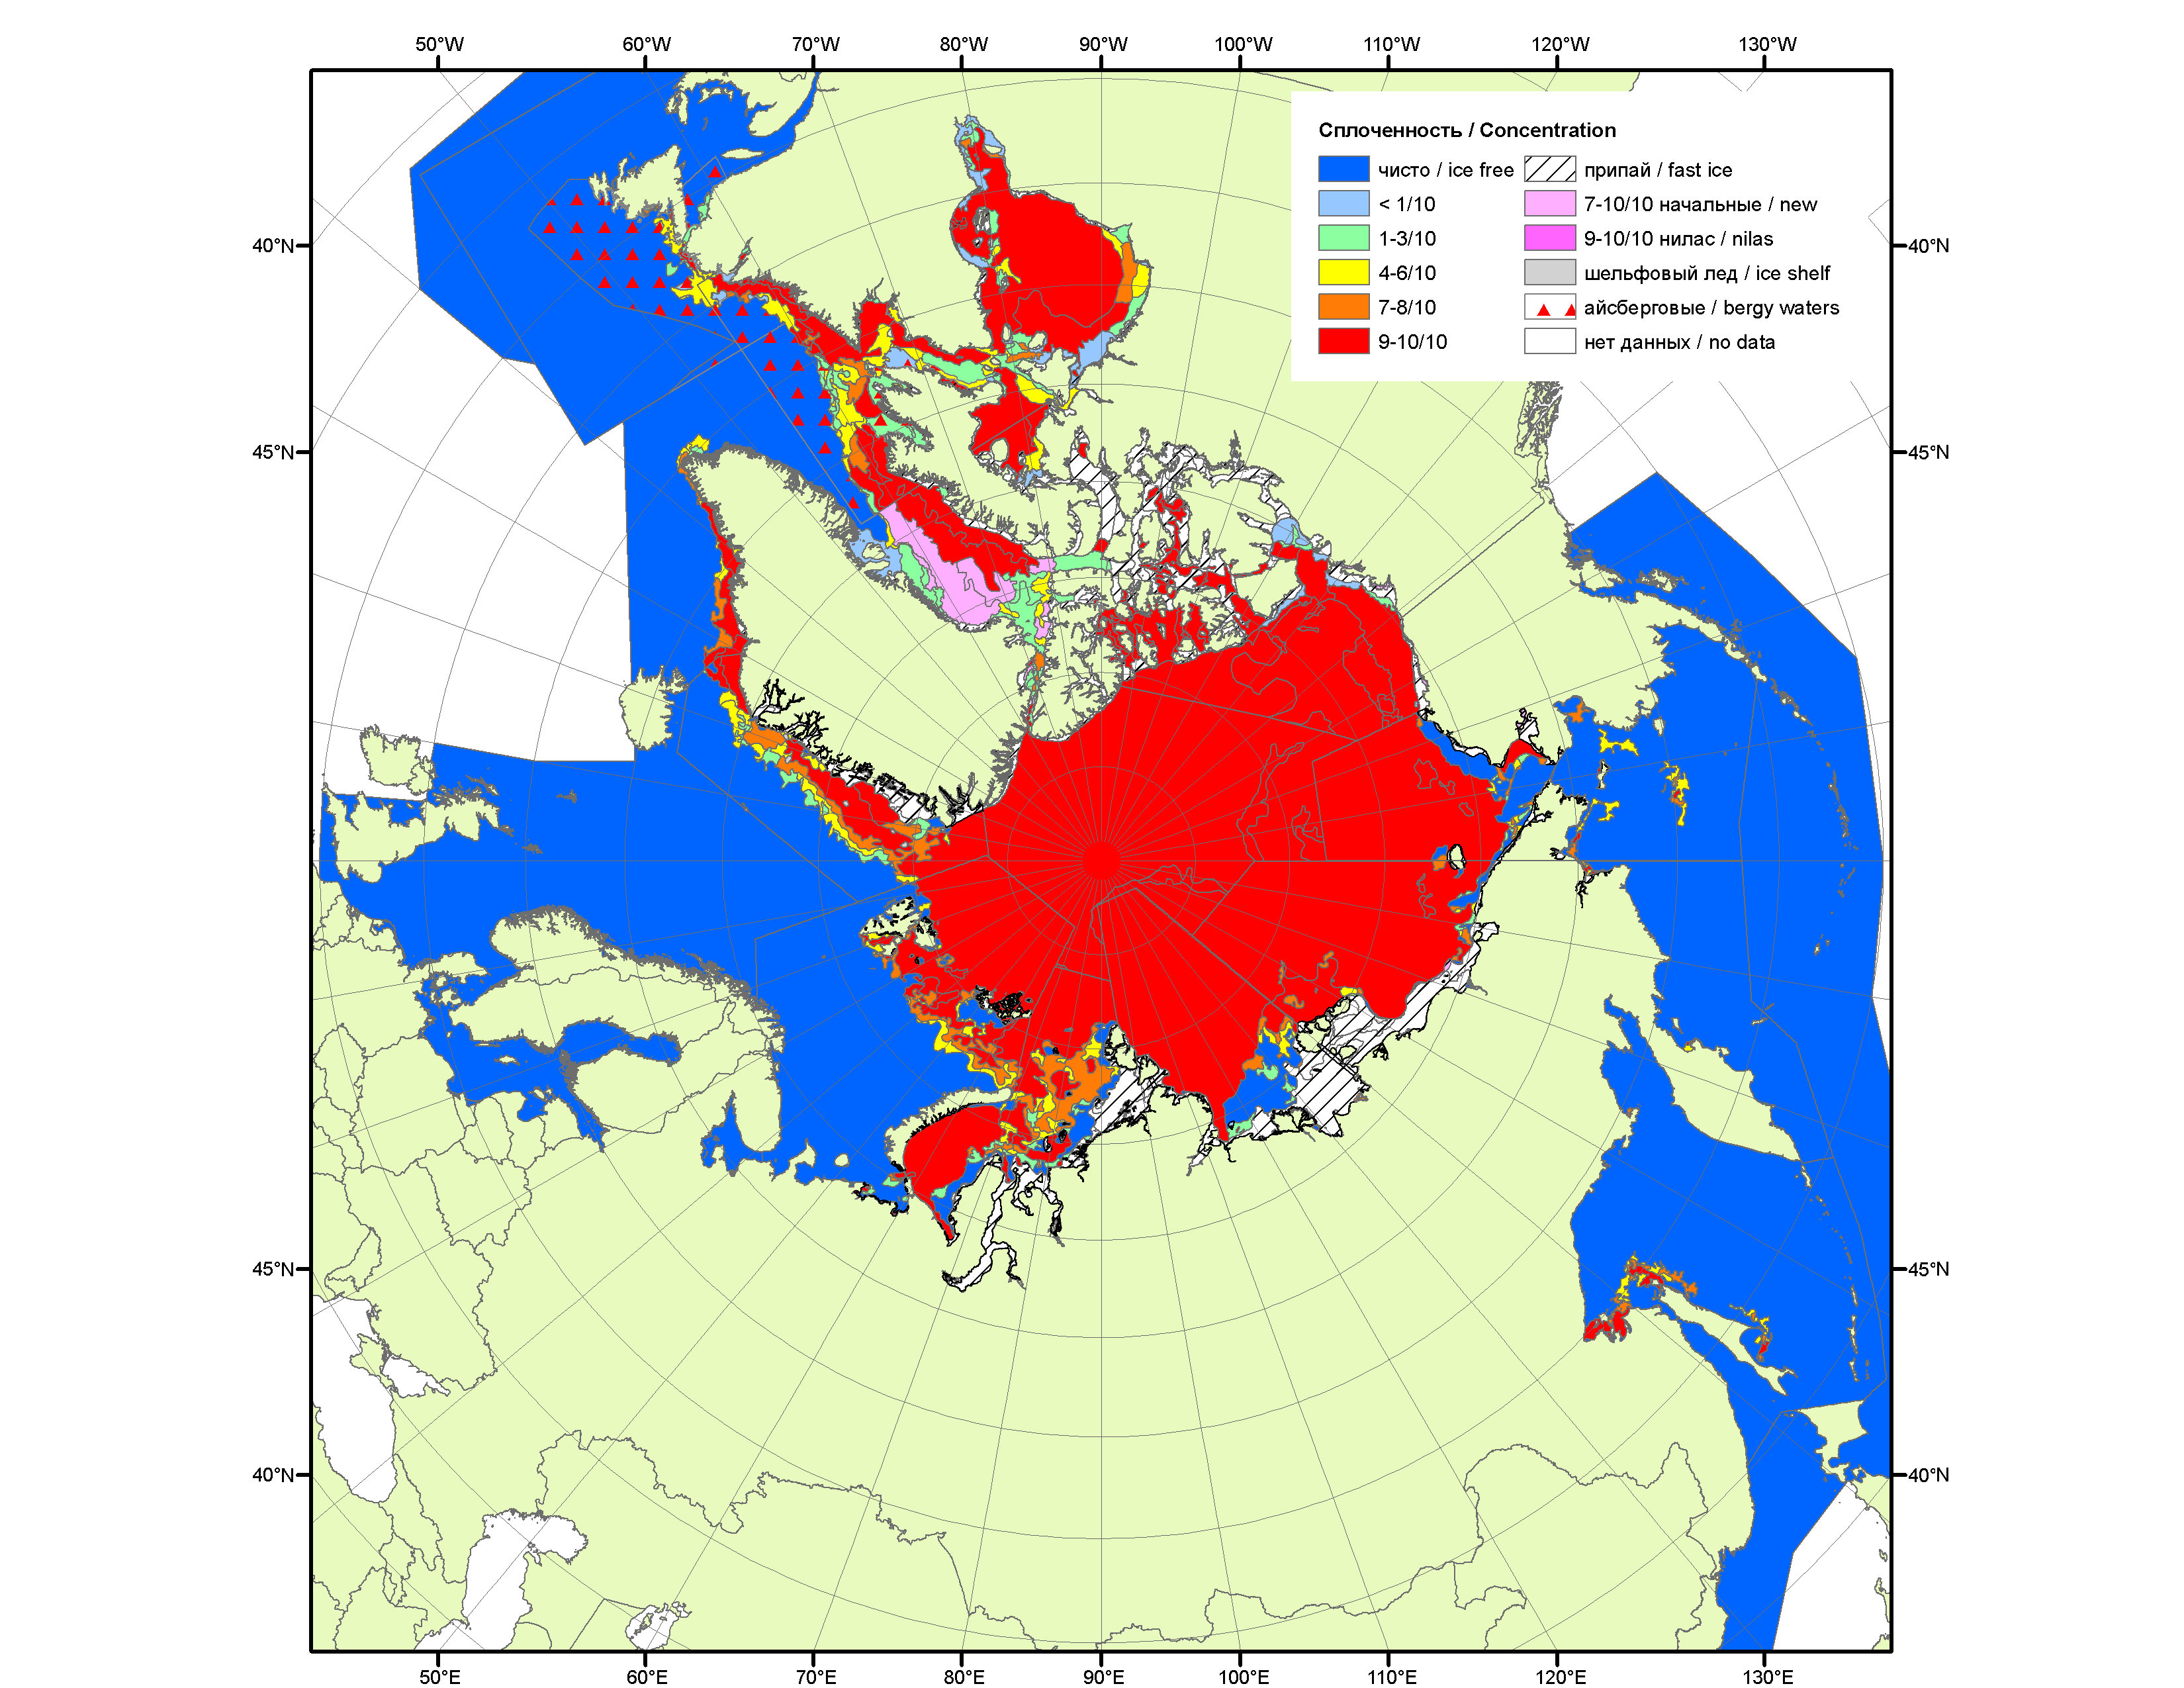 50°W 60°W 70°W 80°W 90°W 100°W 110°W 120°W 130°W
Сплоченность / Concentration
чисто / ice free
< 1/10
1-3/10
4-6/10
7-8/10
9-10/10
припай / fast ice
7-10/10 начальные / new
9-10/10 нилас / nilas
шельфовый лед / ice shelf
айсберговые / bergy waters
нет данных / no data
40°N 40°N
45°N 45°N
45°N 45°N
40°N 40°N
50°E 60°E 70°E 80°E 90°E 100°E 110°E 120°E 130°E